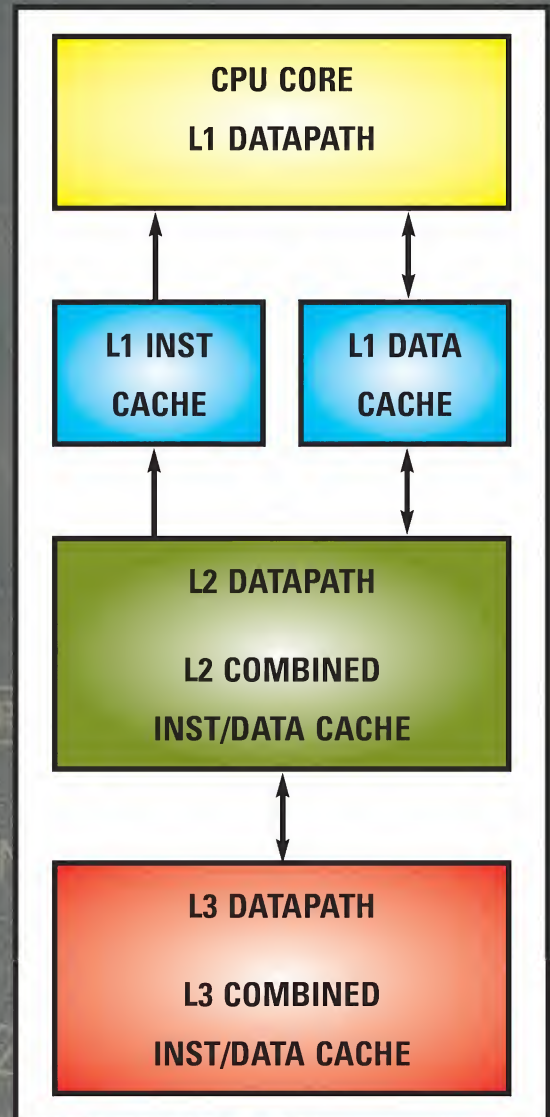 CPU CORE
L1 DATAPATH
L1 INST
CACHE
L1 DATA
CACHE
L2 DATAPATH
L2 COMBINED
INST/DATA CACHE
L3 DATAPATH
L3 COMBINED
INST/DATA CACHE